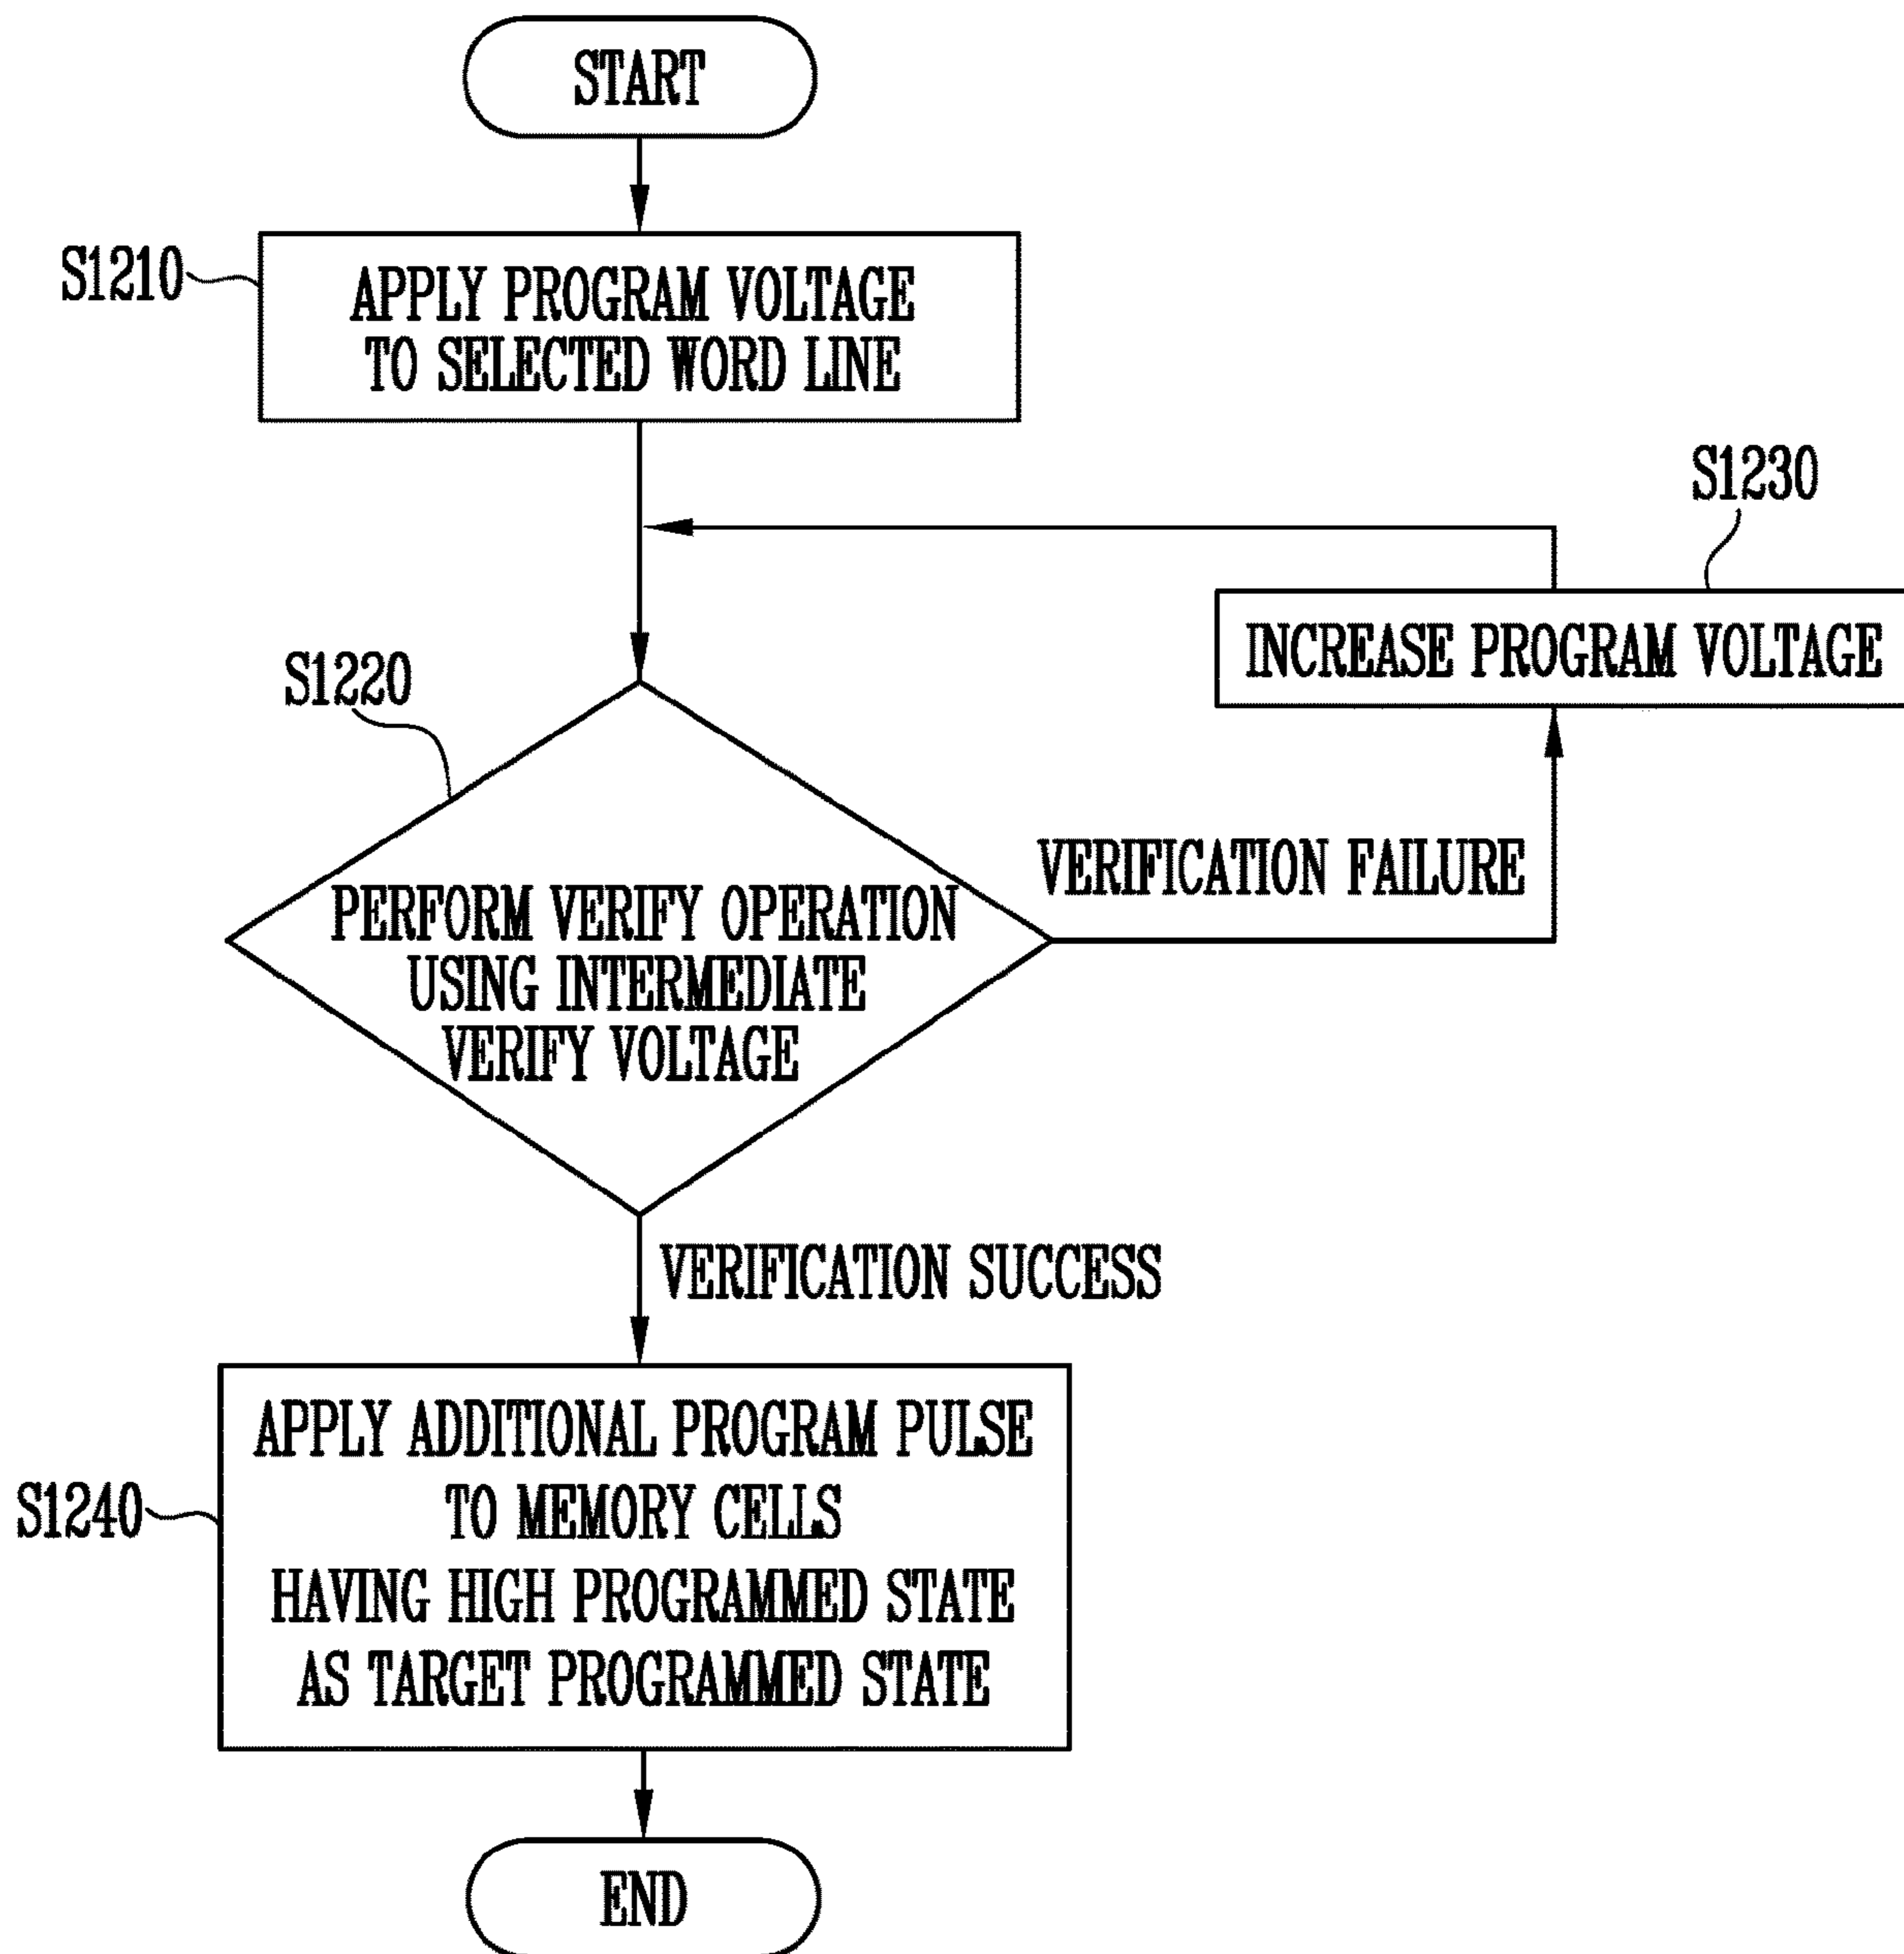 START
S1210
APPLY PROGRAM VOLTAGE
TO SELECTED WORD LINE
S1230
INCREASE PROGRAM VOLTAGE
S1220
VERIFICATION FAILURE
PERFORM VERIFY OPERATION
USING INTERMEDIATE
VERIFY VOLTAGE
VERIFICATION SUCCESS
S1240
APPLY ADDITIONAL PROGRAM PULSE
TO MEMORY CELLS
HAVING HIGH PROGRAMMED STATE
AS TARGET PROGRAMMED STATE
END